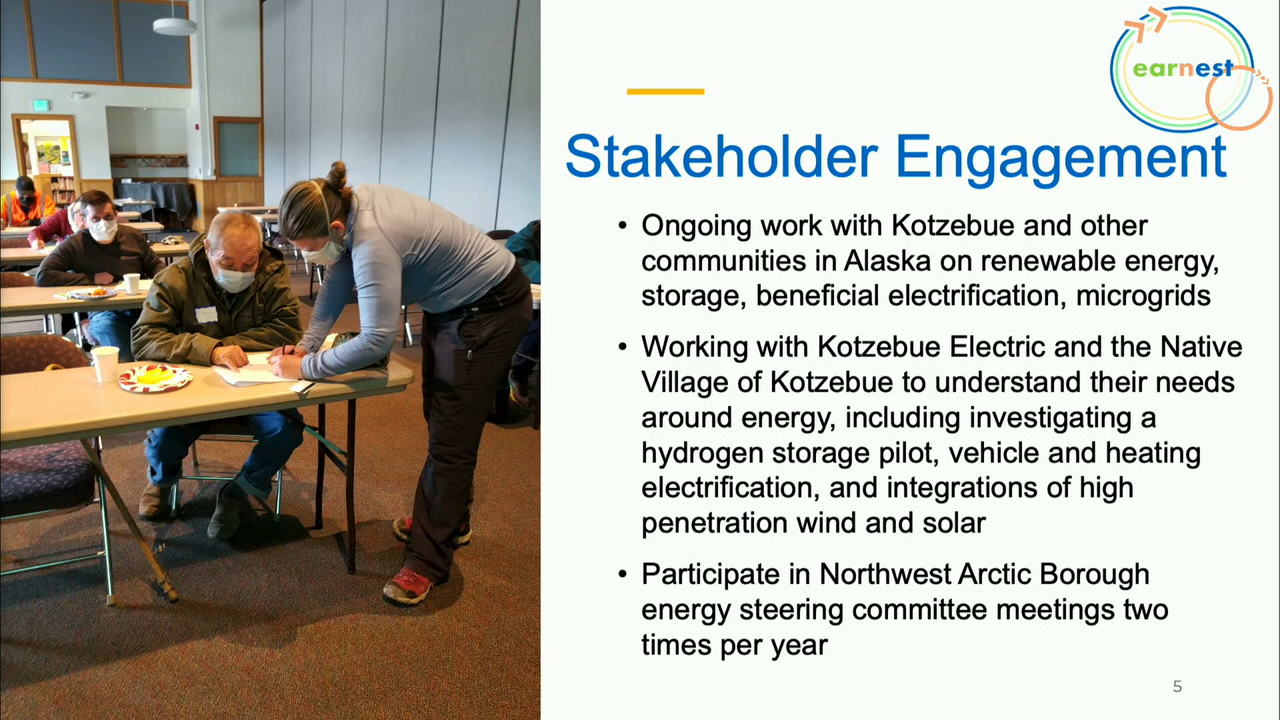 earnest
Stakeholder Engagement
• Ongoing work with Kotzebue and other
communities in Alaska on renewable energy,
storage, beneficial electrification, microgrids
• Working with Kotzebue Electric and the Native
Village of Kotzebue to understand their needs
around energy, including investigating a
hydrogen storage pilot, vehicle and heating
electrification, and integrations of high
penetration wind and solar
• Participate in Northwest Arctic Borough
energy steering committee meetings two
times per year
5